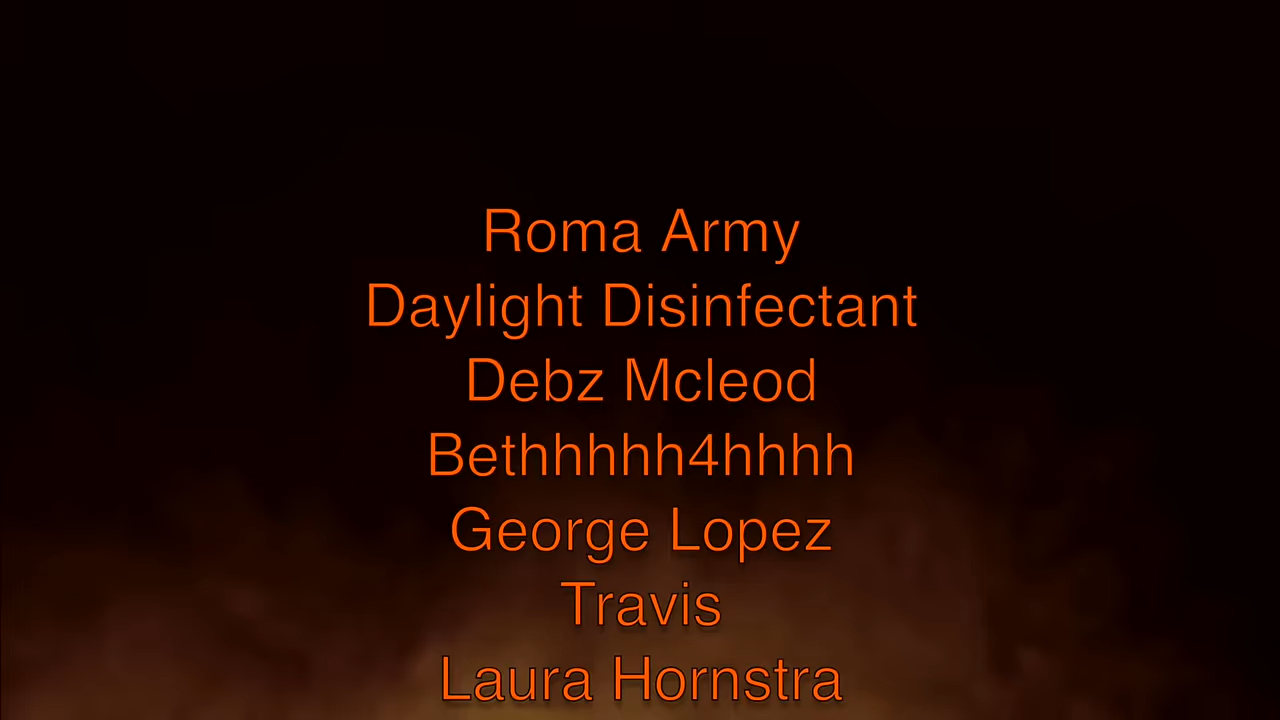 Roma Army
Daylight Disinfectant
Debz Mcleod
Bethhhhh4hhhh
George Lopez
Travis
Laura Hornstra